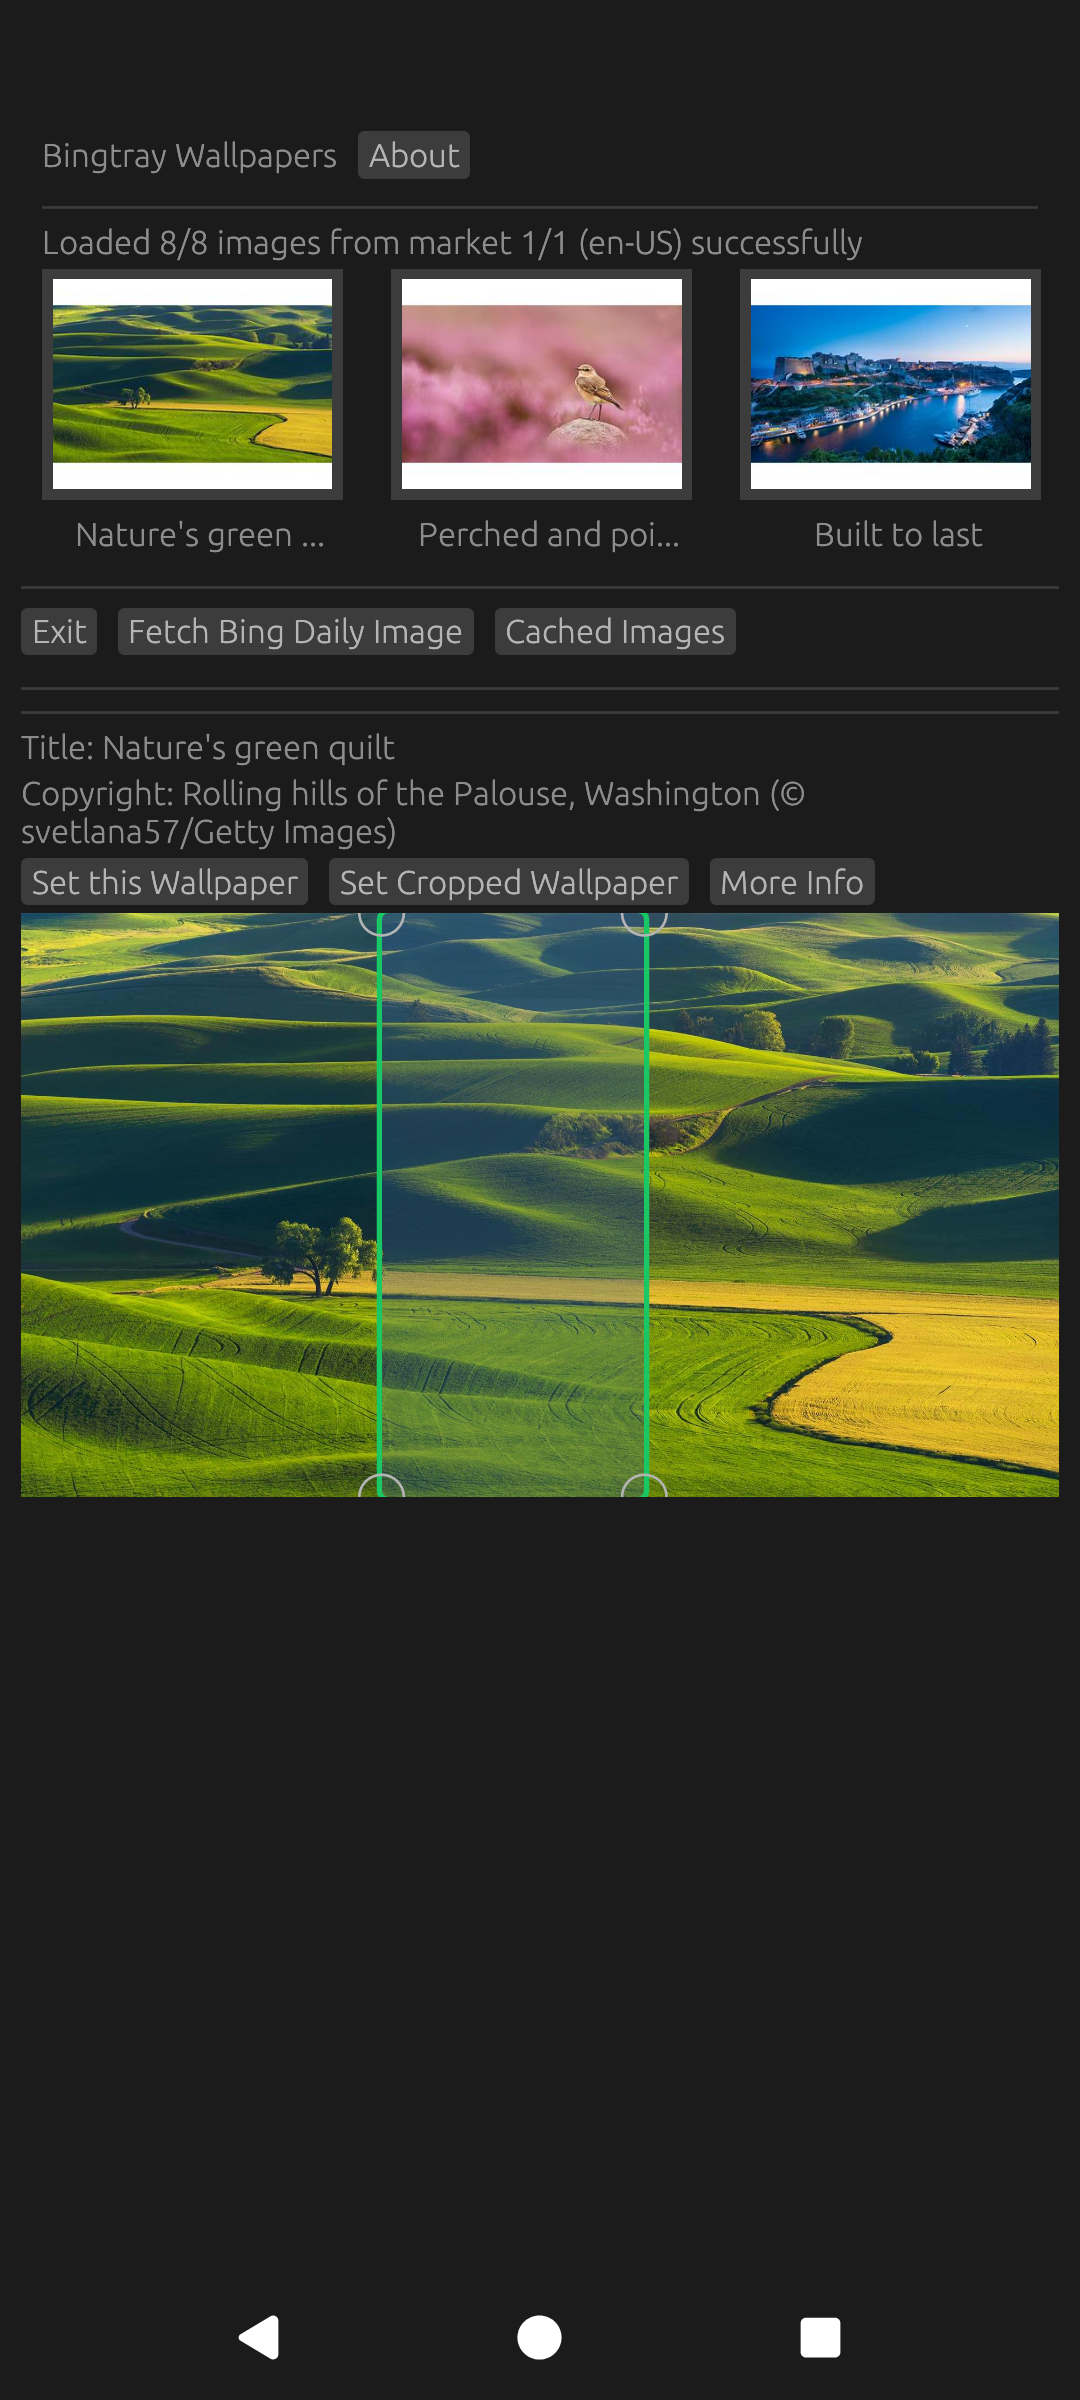 Bingtray Wallpapers About
Loaded 8/8 images from market 1/1 (en-US) successfully
Nature's green ... Perched and poi... Built to last
Exit Fetch Bing Daily Image Cached Images
Title: Nature's green quilt
Copyright: Rolling hills of the Palouse, Washington (©
svetlana57/Getty Images)
Set this Wallpaper Set Cropped Wallpaper More Info